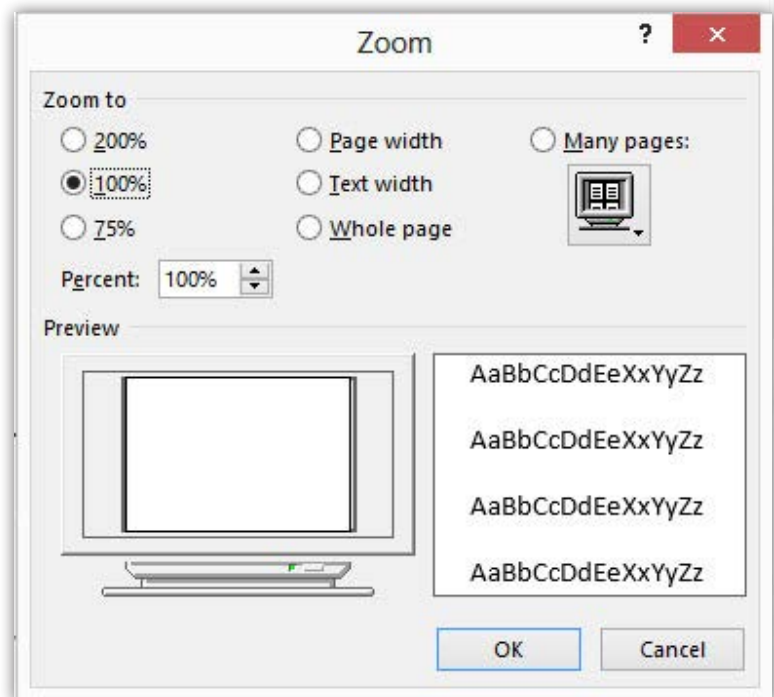 Zoom ?
Zoom to
200% Page width Many pages:
100% Text width
75% Whole page
Percent: 100%
Preview
AaBbCcDdEeXxYyZz
AaBbCcDdEeXxYyZz
AaBbCcDdEeXxYyZz
AaBbCcDdEeXxYyZz
OK Cancel